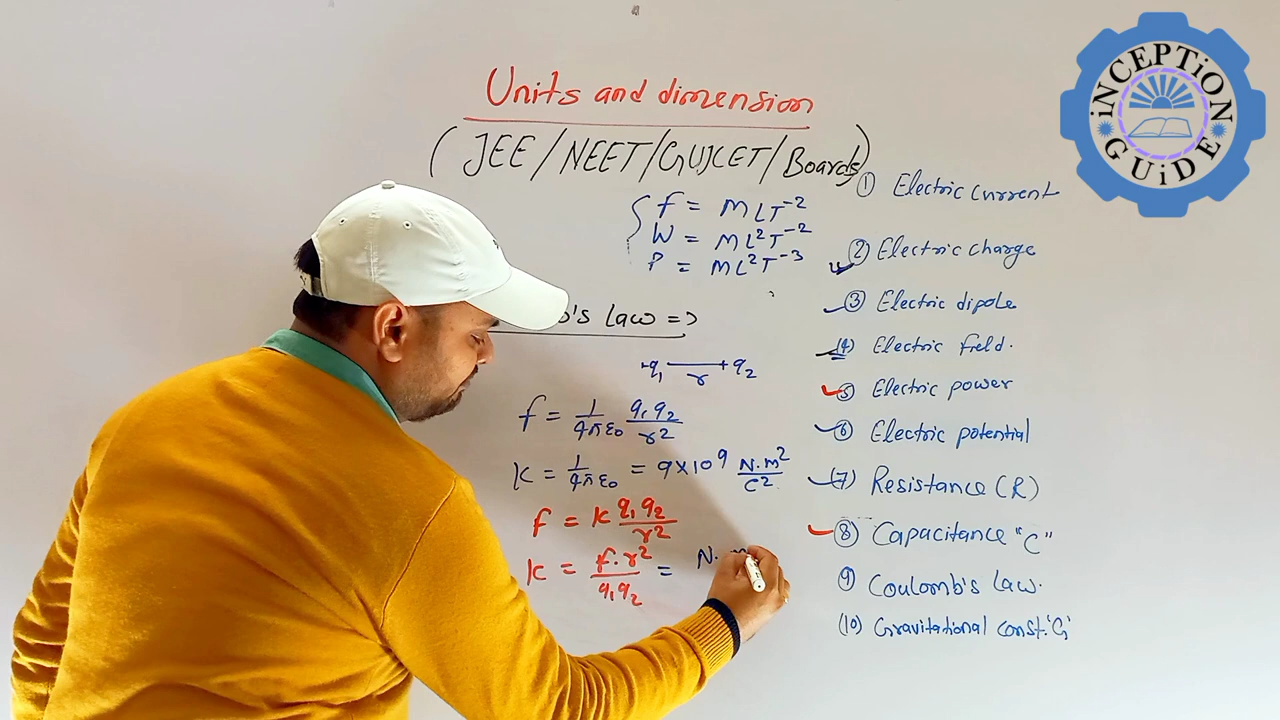 Units and dimension
(JEE/NEET/GUJCET/Boards)
iNCEPTiON
GUiDE
f = MLT⁻²
W = ML²T⁻²
P = ML²T⁻³
b's Law =>
+q₁ r +q₂
f = 1/4πε₀ q₁q₂/r²
K = 1/4πε₀ = 9×10⁹ N.m²/C²
f = K q₁q₂/r²
K = f.r²/q₁q₂ = N.m
① Electric Current
② Electric charge
③ Electric dipole
(4) Electric field.
⑤ Electric power
⑥ Electric potential
(7) Resistance (R)
⑧ Capacitance "C"
⑨ Coulomb's Law.
(10) Gravitational const. 'G'